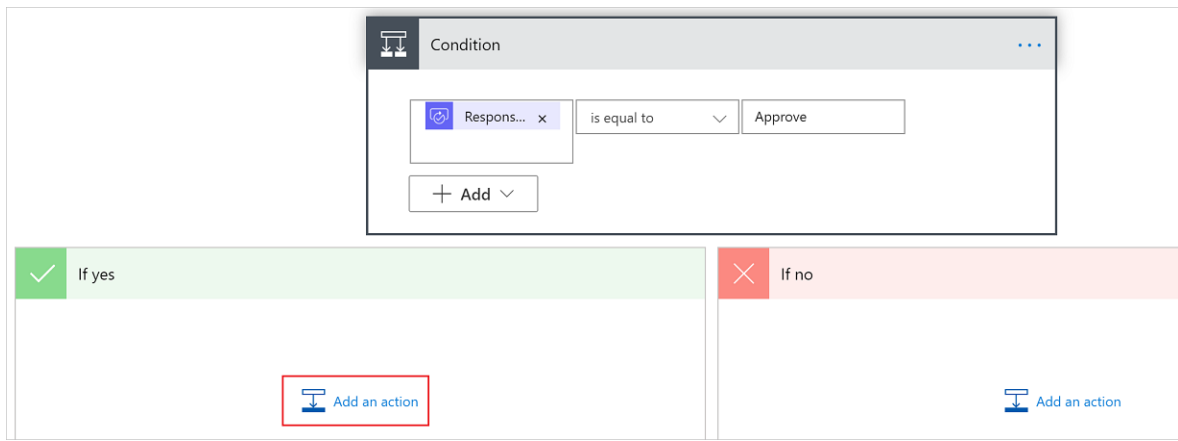 Condition
Respons... x is equal to Approve
+ Add
If yes
If no
Add an action
Add an action